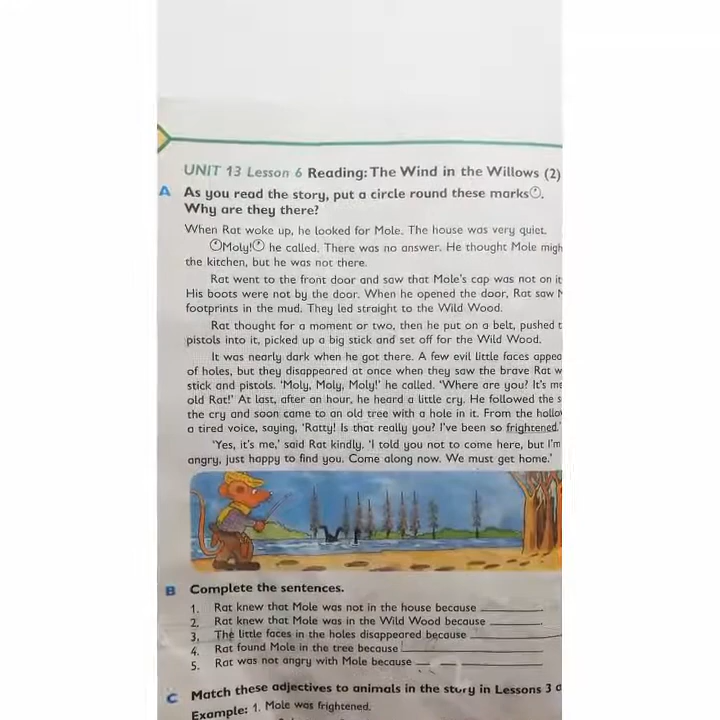 UNIT 13 Lesson 6 Reading: The Wind in the Willows (2)
A As you read the story, put a circle round these marks ʻ ʼ.
Why are they there?
When Rat woke up, he looked for Mole. The house was very quiet.
‘Moly!’ he called. There was no answer. He thought Mole migh
the kitchen, but he was not there.
Rat went to the front door and saw that Mole's cap was not on it
His boots were not by the door. When he opened the door, Rat saw
footprints in the mud. They led straight to the Wild Wood.
Rat thought for a moment or two, then he put on a belt, pushed t
pistols into it, picked up a big stick and set off for the Wild Wood.
It was nearly dark when he got there. A few evil little faces appea
of holes, but they disappeared at once when they saw the brave Rat w
stick and pistols. ‘Moly, Moly, Moly!’ he called. ‘Where are you? It's me
old Rat!’ At last, after an hour, he heard a little cry. He followed the s
the cry and soon came to an old tree with a hole in it. From the hollo
a tired voice, saying, ‘Ratty! Is that really you? I've been so frightened.’
‘Yes, it's me,’ said Rat kindly. ‘I told you not to come here, but I'm
angry, just happy to find you. Come along now. We must get home.’
B Complete the sentences.
1. Rat knew that Mole was not in the house because ________.
2. Rat knew that Mole was in the Wild Wood because ________.
3. The little faces in the holes disappeared because ________
4. Rat found Mole in the tree because ________
5. Rat was not angry with Mole because ________
C Match these adjectives to animals in the story in Lessons 3 a
Example: 1. Mole was frightened.